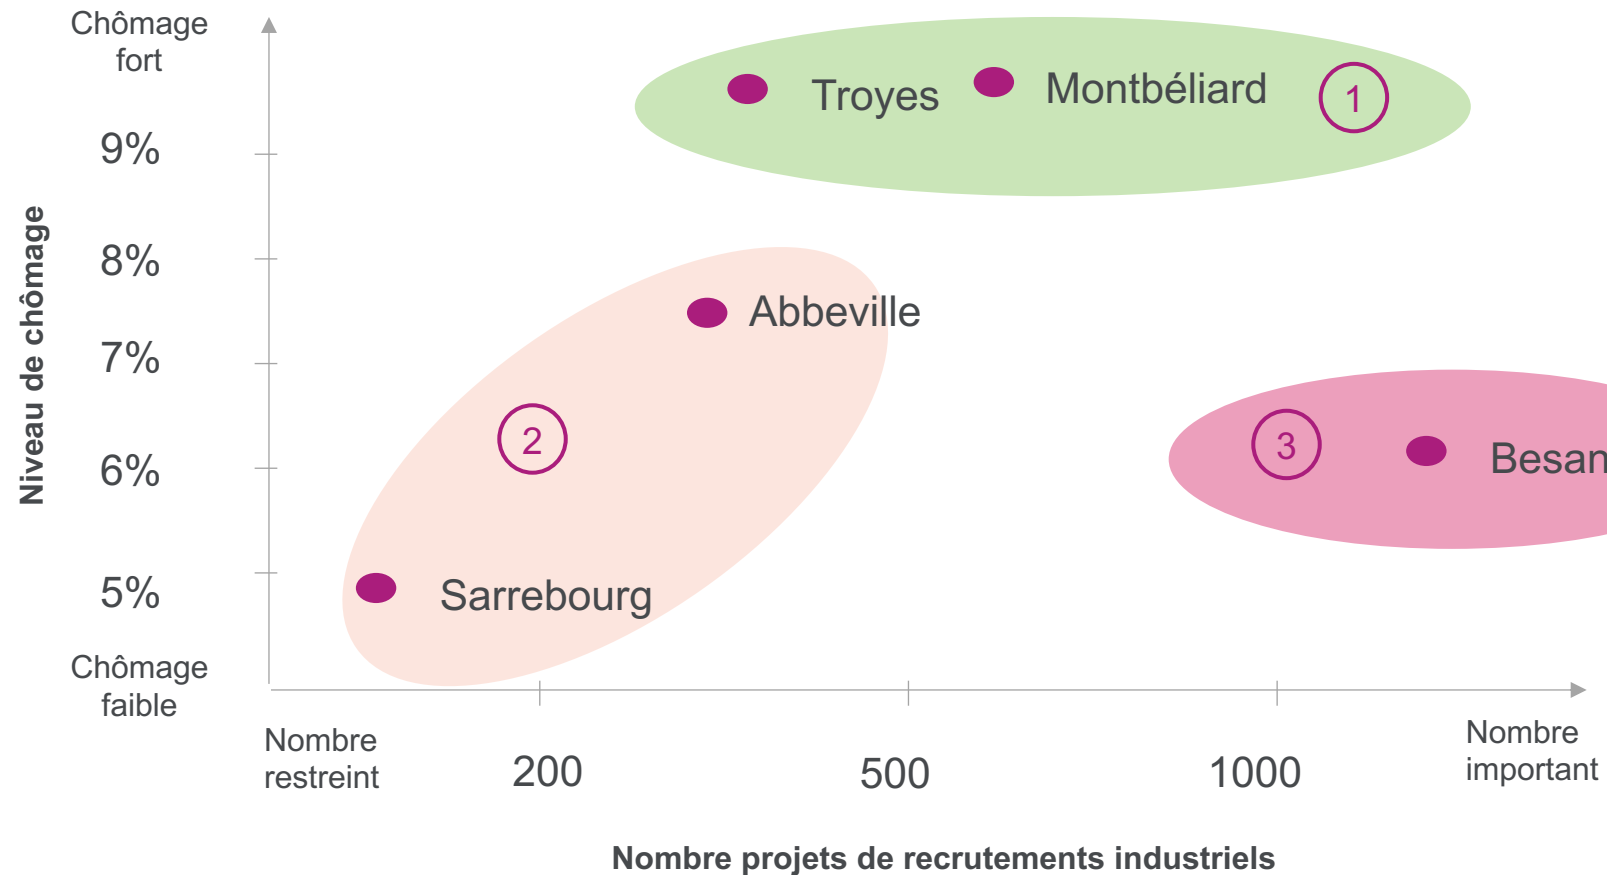 Chômage
fort
9%
8%
7%
6%
5%
Chômage
faible
Niveau de chômage
Troyes
Montbéliard
1
Abbeville
2
3
Besan
Sarrebourg
Nombre
restreint
200
500
1000
Nombre
important
Nombre projets de recrutements industriels